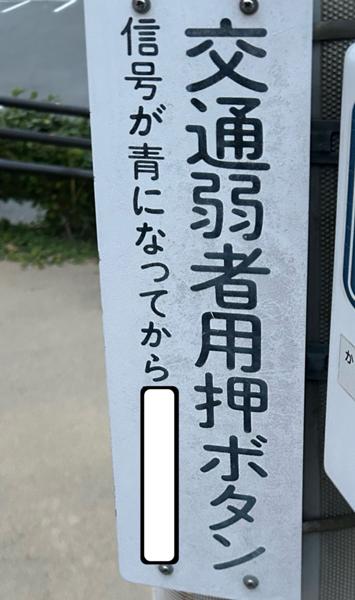 交通弱者用押ボタン
信号が青になってから
か